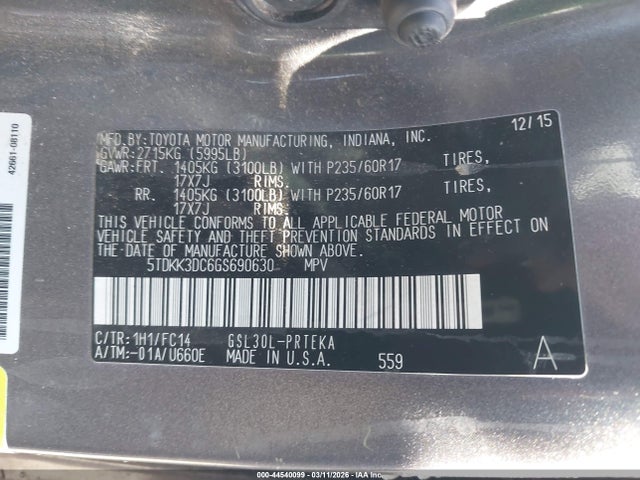 42661-08110
MFD.BY:TOYOTA MOTOR MANUFACTURING, INDIANA, INC. 12/15
GVWR:2715KG (5995LB)
GAWR:FRT. 1405KG (3100LB) WITH P235/60R17 TIRES,
17X7J RIMS.
RR. 1405KG (3100LB) WITH P235/60R17 TIRES,
17X7J RIMS.
THIS VEHICLE CONFORMS TO ALL APPLICABLE FEDERAL MOTOR
VEHICLE SAFETY AND THEFT PREVENTION STANDARDS IN EFFECT ON
THE DATE OF MANUFACTURE SHOWN ABOVE.
5TDKK3DC6GS690630 MPV
C/TR:1H1/FC14 GSL30L-PRTEKA
A/TM:-01A/U660E MADE IN U.S.A. 559 A
000-44540099 | 03/11/2026 - IAA Inc.